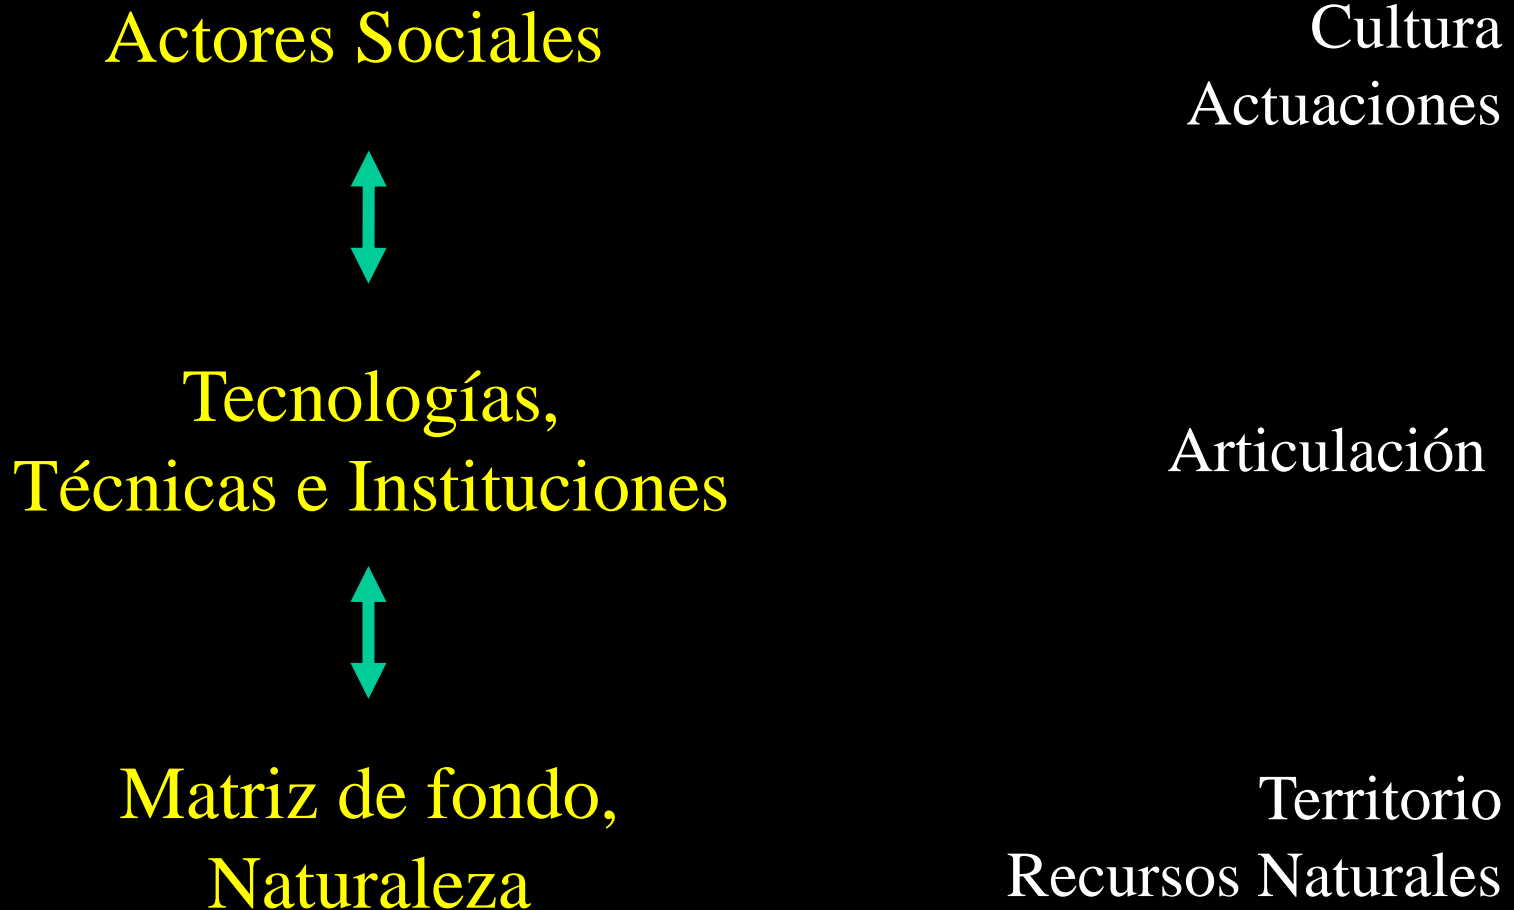 Actores Sociales
Cultura
Actuaciones
Tecnologías,
Técnicas e Instituciones
Articulación
Matriz de fondo,
Naturaleza
Territorio
Recursos Naturales